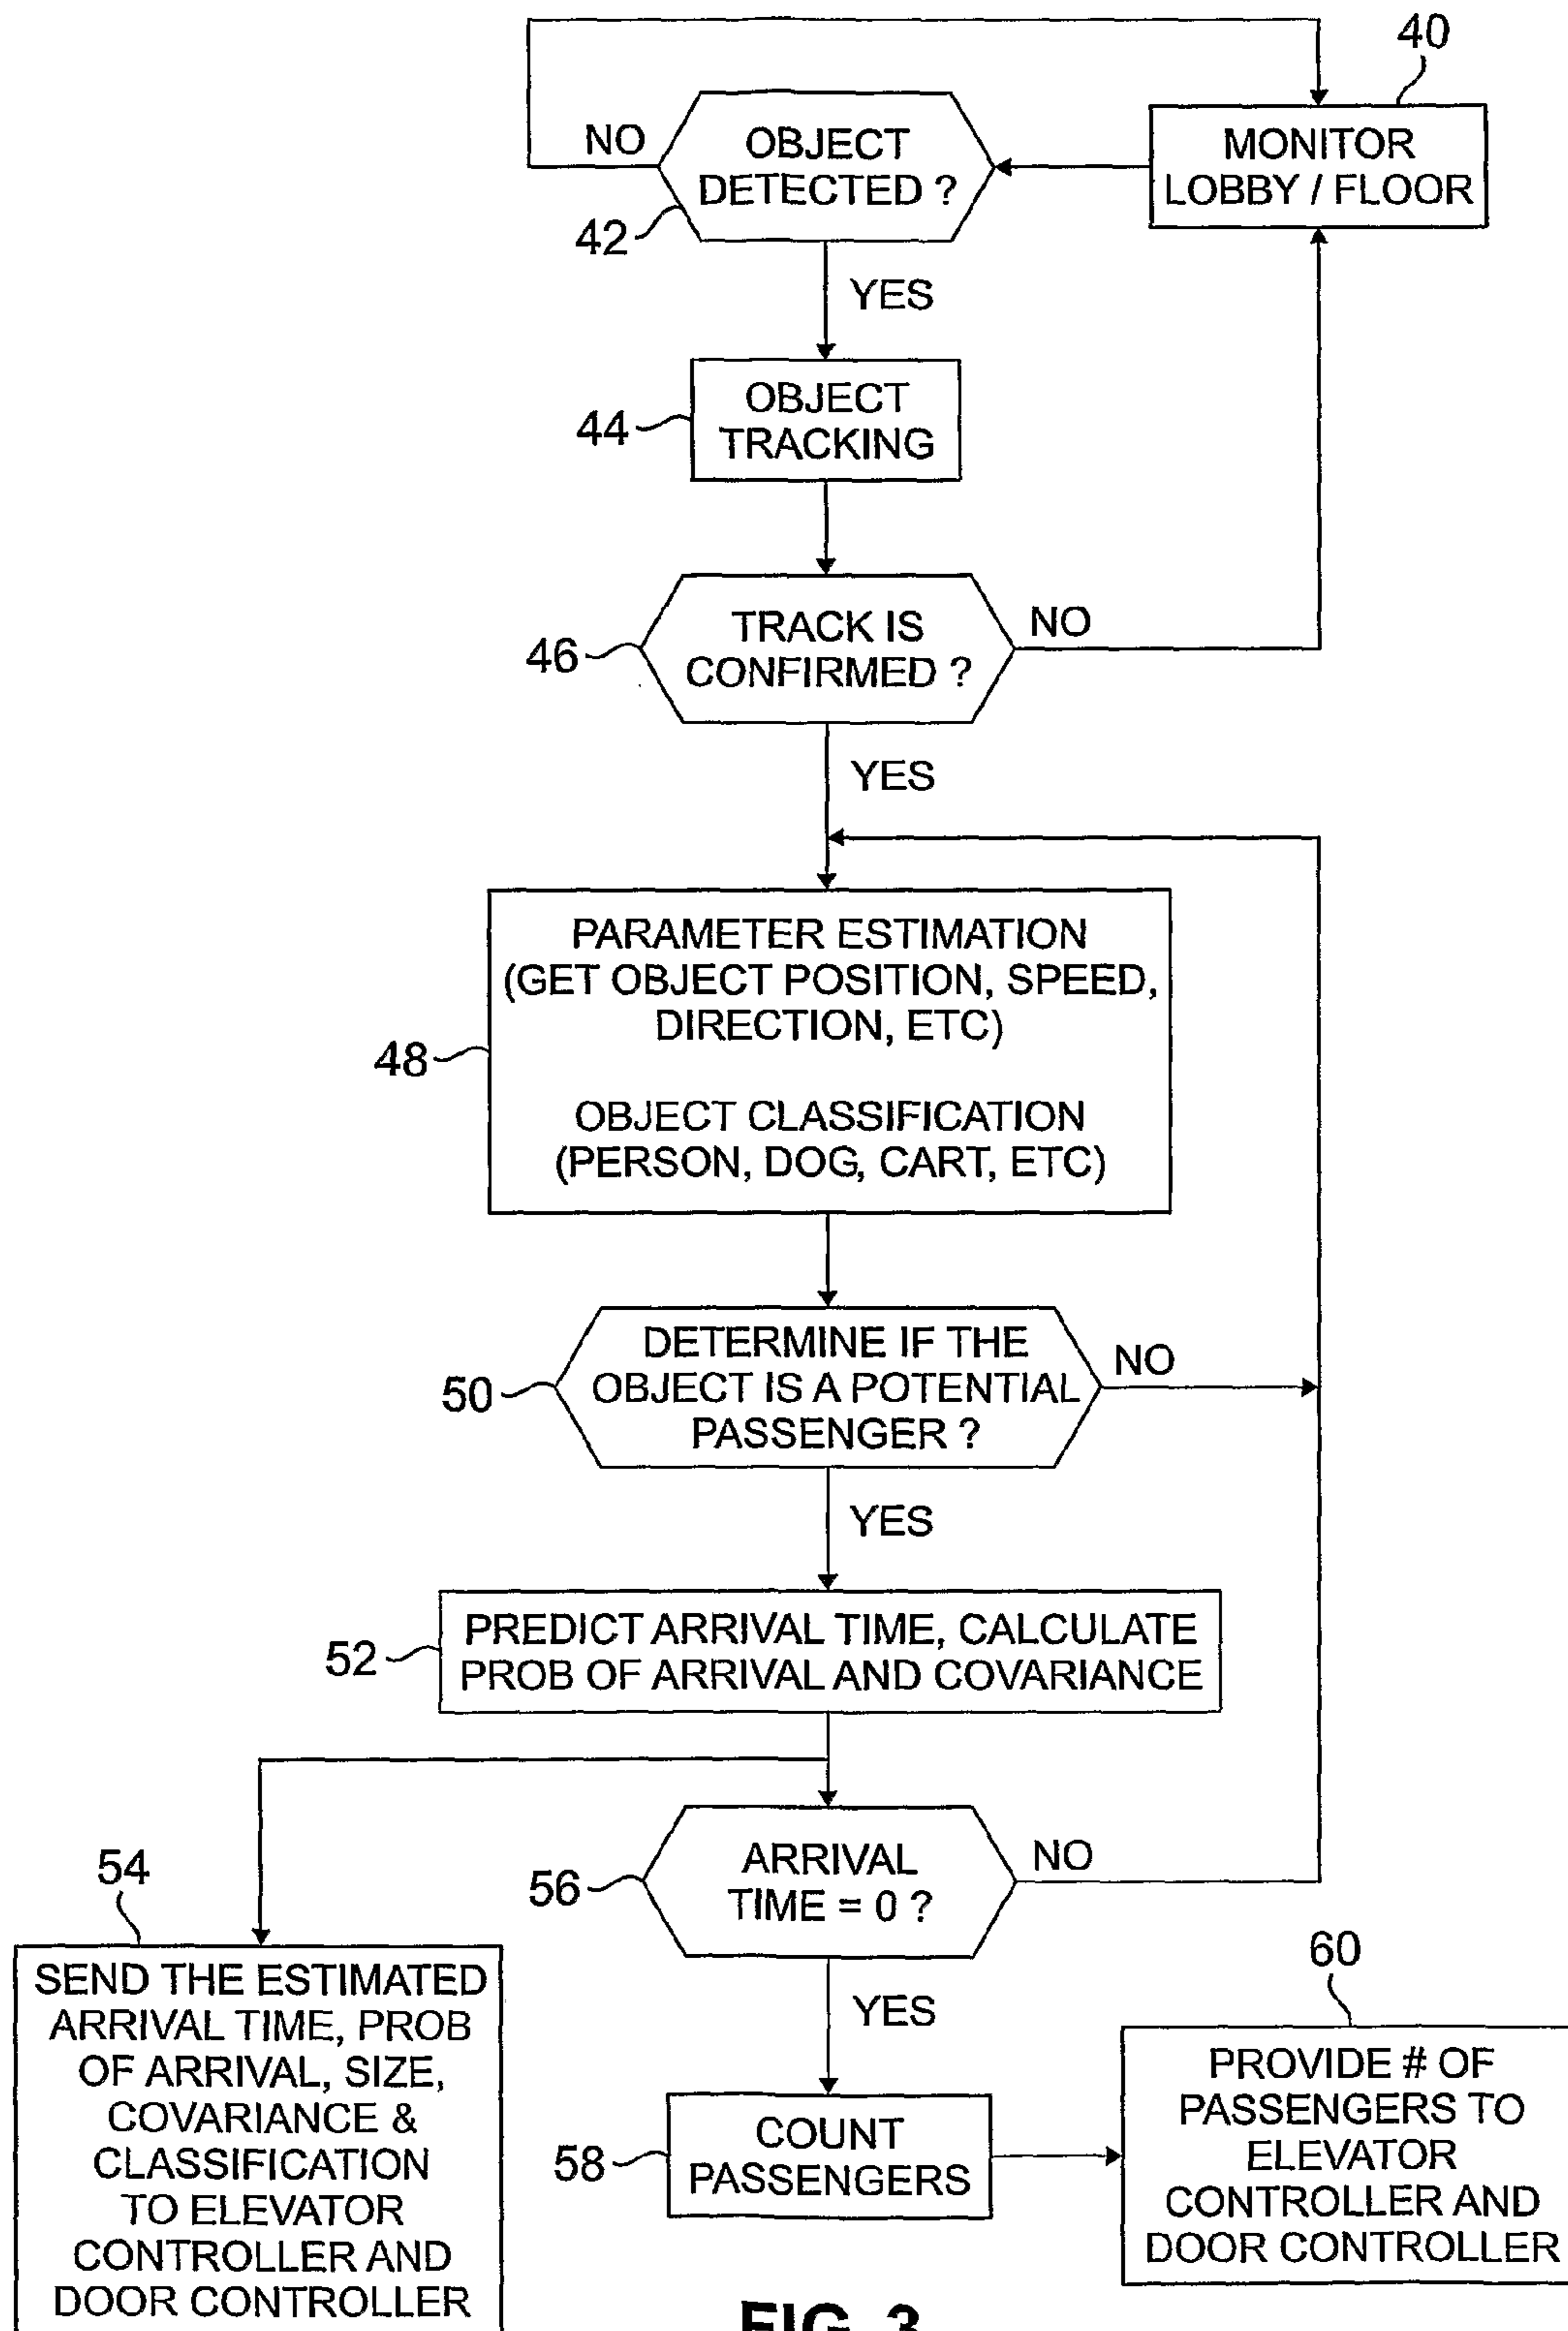 40
NO
OBJECT
DETECTED ?
MONITOR
LOBBY / FLOOR
42
YES
44
OBJECT
TRACKING
46
TRACK IS
CONFIRMED ?
NO
YES
48
PARAMETER ESTIMATION
(GET OBJECT POSITION, SPEED,
DIRECTION, ETC)
OBJECT CLASSIFICATION
(PERSON, DOG, CART, ETC)
50
DETERMINE IF THE
OBJECT IS A POTENTIAL
PASSENGER ?
NO
YES
52
PREDICT ARRIVAL TIME, CALCULATE
PROB OF ARRIVAL AND COVARIANCE
54
56
ARRIVAL
TIME = 0 ?
NO
SEND THE ESTIMATED
ARRIVAL TIME, PROB
OF ARRIVAL, SIZE,
COVARIANCE &
CLASSIFICATION
TO ELEVATOR
CONTROLLER AND
DOOR CONTROLLER
YES
60
58
COUNT
PASSENGERS
PROVIDE # OF
PASSENGERS TO
ELEVATOR
CONTROLLER AND
DOOR CONTROLLER
FIG. 3